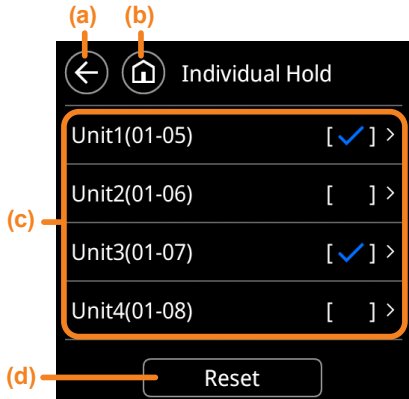 (a) (b)
Individual Hold
Unit1(01-05) [✓] >
Unit2(01-06) [ ] >
(c)
Unit3(01-07) [✓] >
Unit4(01-08) [ ] >
(d) Reset